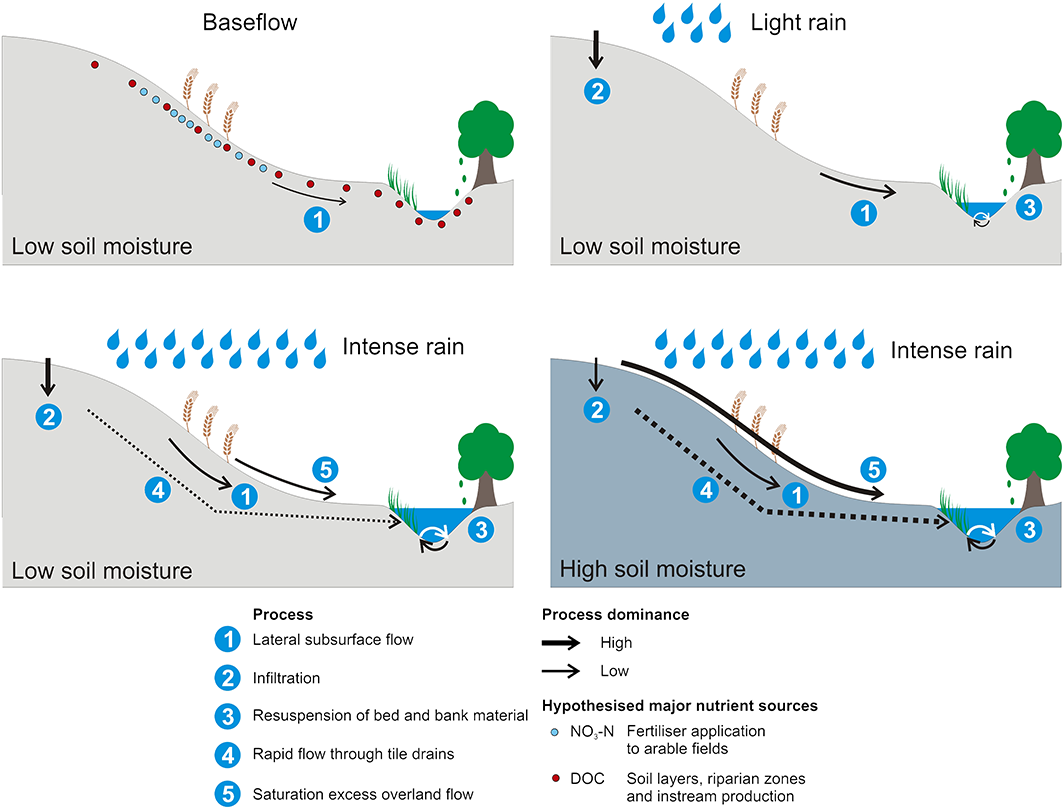 Baseflow
1
Low soil moisture
Light rain
2
1
3
Low soil moisture
Intense rain
2
5
4
1
3
Low soil moisture
Intense rain
2
5
4
1
3
High soil moisture
Process
1 Lateral subsurface flow
2 Infiltration
3 Resuspension of bed and bank material
4 Rapid flow through tile drains
5 Saturation excess overland flow
Process dominance
High
Low
Hypothesised major nutrient sources
NO₃-N Fertiliser application
to arable fields
DOC Soil layers, riparian zones
and instream production